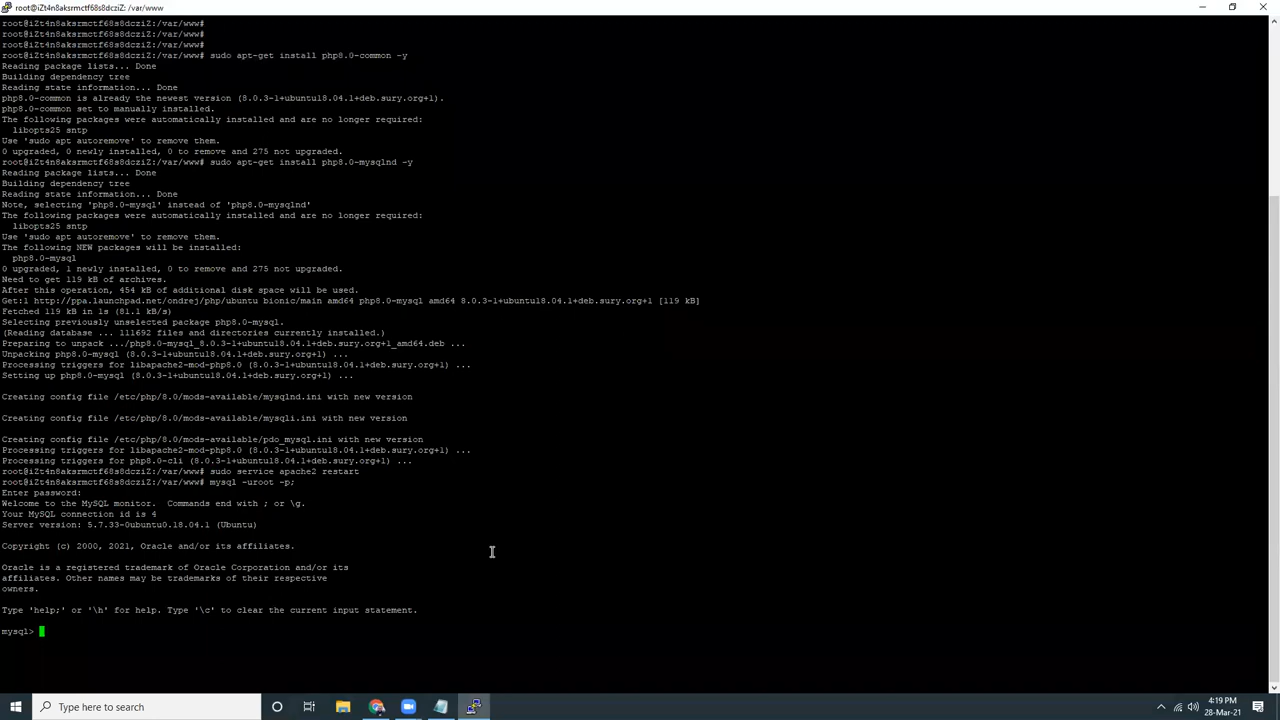 root@iZt4n8aksrmctf68s8dcziZ: /var/www
root@iZt4n8aksrmctf68s8dcziZ:/var/www#
root@iZt4n8aksrmctf68s8dcziZ:/var/www#
root@iZt4n8aksrmctf68s8dcziZ:/var/www#
root@iZt4n8aksrmctf68s8dcziZ:/var/www# sudo apt-get install php8.0-common -y
Reading package lists... Done
Building dependency tree
Reading state information... Done
php8.0-common is already the newest version (8.0.3-1+ubuntu18.04.1+deb.sury.org+1).
php8.0-common set to manually installed.
The following packages were automatically installed and are no longer required:
  libopts25 sntp
Use 'sudo apt autoremove' to remove them.
0 upgraded, 0 newly installed, 0 to remove and 275 not upgraded.
root@iZt4n8aksrmctf68s8dcziZ:/var/www# sudo apt-get install php8.0-mysqlnd -y
Reading package lists... Done
Building dependency tree
Reading state information... Done
Note, selecting 'php8.0-mysql' instead of 'php8.0-mysqlnd'
The following packages were automatically installed and are no longer required:
  libopts25 sntp
Use 'sudo apt autoremove' to remove them.
The following NEW packages will be installed:
  php8.0-mysql
0 upgraded, 1 newly installed, 0 to remove and 275 not upgraded.
Need to get 119 kB of archives.
After this operation, 454 kB of additional disk space will be used.
Get:1 http://ppa.launchpad.net/ondrej/php/ubuntu bionic/main amd64 php8.0-mysql amd64 8.0.3-1+ubuntu18.04.1+deb.sury.org+1 [119 kB]
Fetched 119 kB in 1s (81.1 kB/s)
Selecting previously unselected package php8.0-mysql.
(Reading database ... 111692 files and directories currently installed.)
Preparing to unpack .../php8.0-mysql_8.0.3-1+ubuntu18.04.1+deb.sury.org+1_amd64.deb ...
Unpacking php8.0-mysql (8.0.3-1+ubuntu18.04.1+deb.sury.org+1) ...
Processing triggers for libapache2-mod-php8.0 (8.0.3-1+ubuntu18.04.1+deb.sury.org+1) ...
Setting up php8.0-mysql (8.0.3-1+ubuntu18.04.1+deb.sury.org+1) ...
Creating config file /etc/php/8.0/mods-available/mysqlnd.ini with new version
Creating config file /etc/php/8.0/mods-available/mysqli.ini with new version
Creating config file /etc/php/8.0/mods-available/pdo_mysql.ini with new version
Processing triggers for libapache2-mod-php8.0 (8.0.3-1+ubuntu18.04.1+deb.sury.org+1) ...
Processing triggers for php8.0-cli (8.0.3-1+ubuntu18.04.1+deb.sury.org+1) ...
root@iZt4n8aksrmctf68s8dcziZ:/var/www# sudo service apache2 restart
root@iZt4n8aksrmctf68s8dcziZ:/var/www# mysql -uroot -p;
Enter password:
Welcome to the MySQL monitor.  Commands end with ; or \g.
Your MySQL connection id is 4
Server version: 5.7.33-0ubuntu0.18.04.1 (Ubuntu)
Copyright (c) 2000, 2021, Oracle and/or its affiliates.
Oracle is a registered trademark of Oracle Corporation and/or its
affiliates. Other names may be trademarks of their respective
owners.
Type 'help;' or '\h' for help. Type '\c' to clear the current input statement.
mysql>
Type here to search
4:19 PM
28-Mar-21